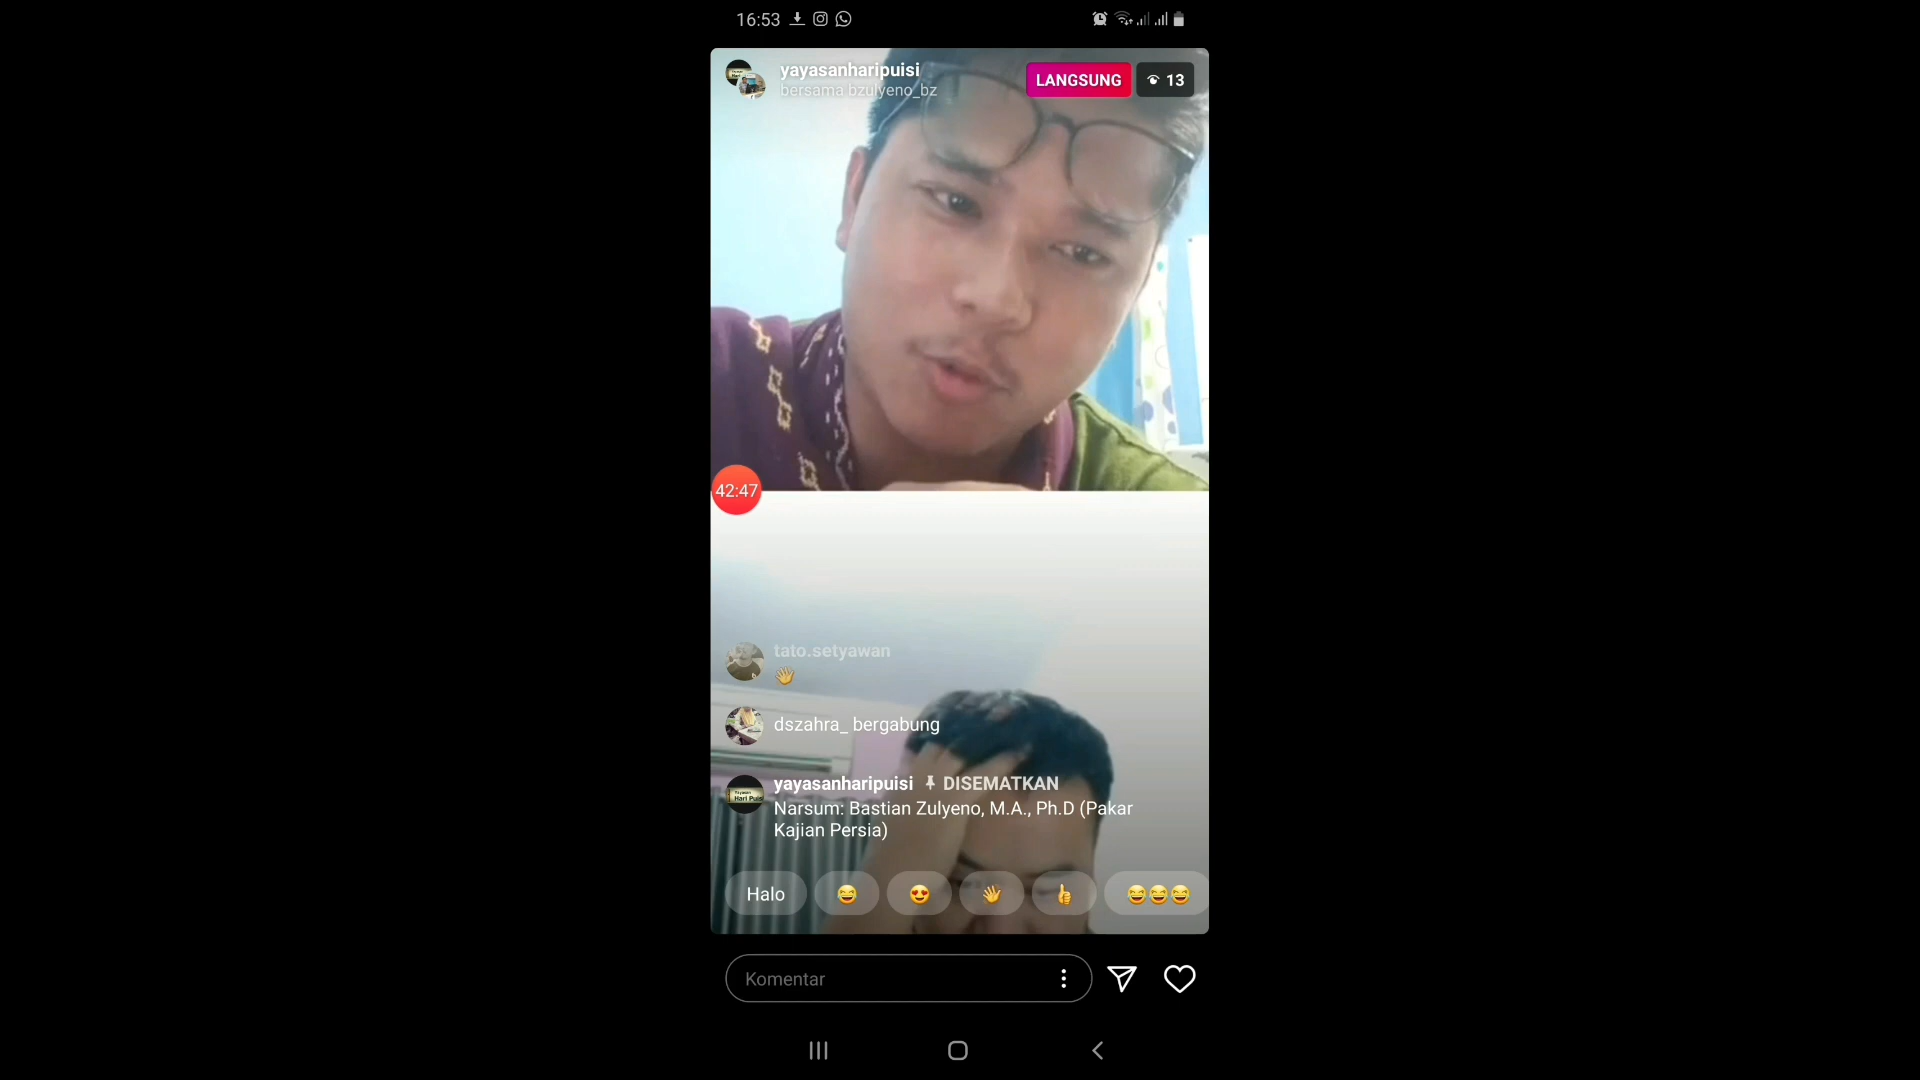 16:53
yayasanharipuisi
bersama bzulyeno_bz
LANGSUNG
13
42:47
tato.setyawan
👋
dszahra_ bergabung
yayasanharipuisi DISEMATKAN
Narsum: Bastian Zulyeno, M.A., Ph.D (Pakar
Kajian Persia)
Halo 😂 😍 👋 👍 😂😂😂
Komentar